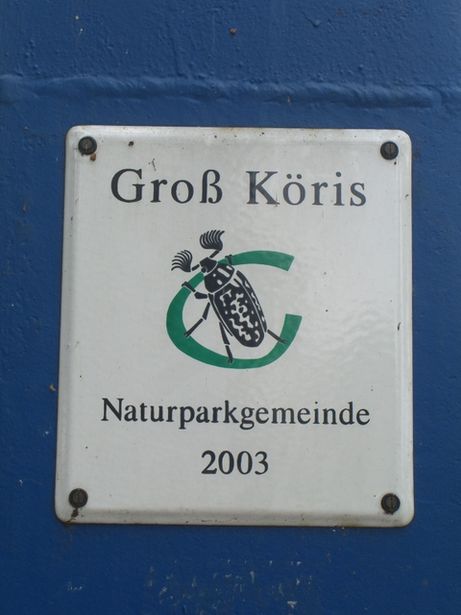 Groß Köris
Naturparkgemeinde
2003